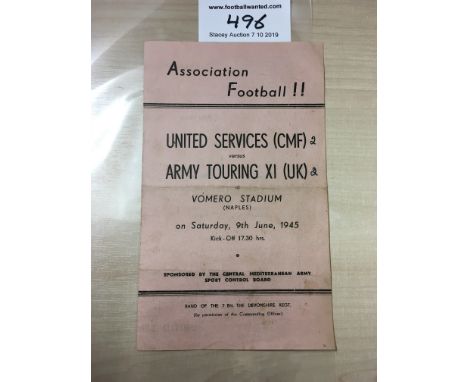 www.footballwanted.com
496
Stacey Auction 7 10 2019
Association
Football !!
UNITED SERVICES (CMF) 2
versus
ARMY TOURING XI (UK) 2
at
VOMERO STADIUM
(NAPLES)
on Saturday, 9th June, 1945
Kick-Off 17.30 hrs.
SPONSORED BY THE CENTRAL MEDITERRANEAN ARMY
SPORT CONTROL BOARD
BAND OF THE 7 BN. THE DEVONSHIRE REGT.
(by permission of the Commanding Officer)